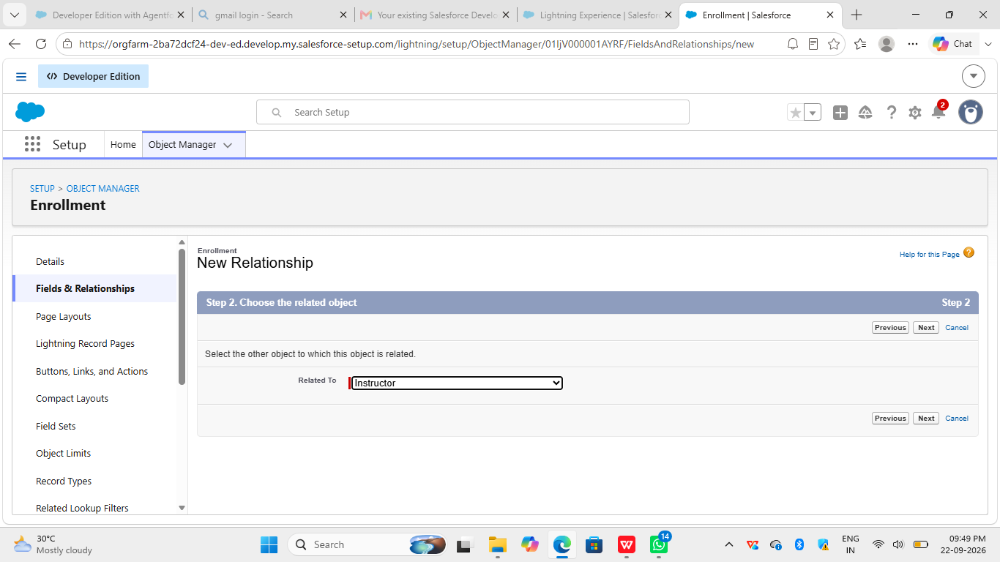 Developer Edition with Agentfo
gmail login - Search
Your existing Salesforce Develo
Lightning Experience | Salesforc
Enrollment | Salesforce
https://orgfarm-2ba72dcf24-dev-ed.develop.my.salesforce-setup.com/lightning/setup/ObjectManager/01IjV000001AYRF/FieldsAndRelationships/new
Chat
Developer Edition
Search Setup
2
Setup
Home
Object Manager
SETUP > OBJECT MANAGER
Enrollment
Details
Fields & Relationships
Page Layouts
Lightning Record Pages
Buttons, Links, and Actions
Compact Layouts
Field Sets
Object Limits
Record Types
Related Lookup Filters
Enrollment
New Relationship
Help for this Page ?
Step 2. Choose the related object
Step 2
Previous Next Cancel
Select the other object to which this object is related.
Related To Instructor
Previous Next Cancel
30°C
Mostly cloudy
Search
14
ENG
IN
09:49 PM
22-09-2026